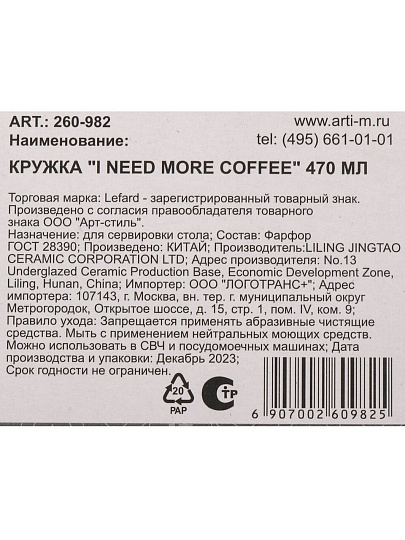 ART.: 260-982
www.arti-m.ru
Наименование:
tel: (495) 661-01-01
КРУЖКА "I NEED MORE COFFEE" 470 МЛ
Торговая марка: Lefard - зарегистрированный товарный знак.
Произведено с согласия правообладателя товарного
знака ООО "Арт-стиль".
Назначение: для сервировки стола; Состав: Фарфор
ГОСТ 28390; Произведено: КИТАЙ; Производитель:LILING JINGTAO
CERAMIC CORPORATION LTD; Адрес производителя: No.13
Underglazed Ceramic Production Base, Economic Development Zone,
Liling, Hunan, China; Импортер: ООО "ЛОГОТРАНС+"; Адрес
импортера: 107143, г. Москва, вн. тер. г. муниципальный округ
Метрогородок, Открытое шоссе, д. 15, стр. 1, пом. IV, ком. 9;
Правило ухода: Запрещается применять абразивные чистящие
средства. Мыть с применением нейтральных моющих средств.
Можно использовать в СВЧ и посудомоечных машинах; Дата
производства и упаковки: Декабрь 2023;
Срок годности не ограничен.
20
PAP
СТР
6 907002 609825